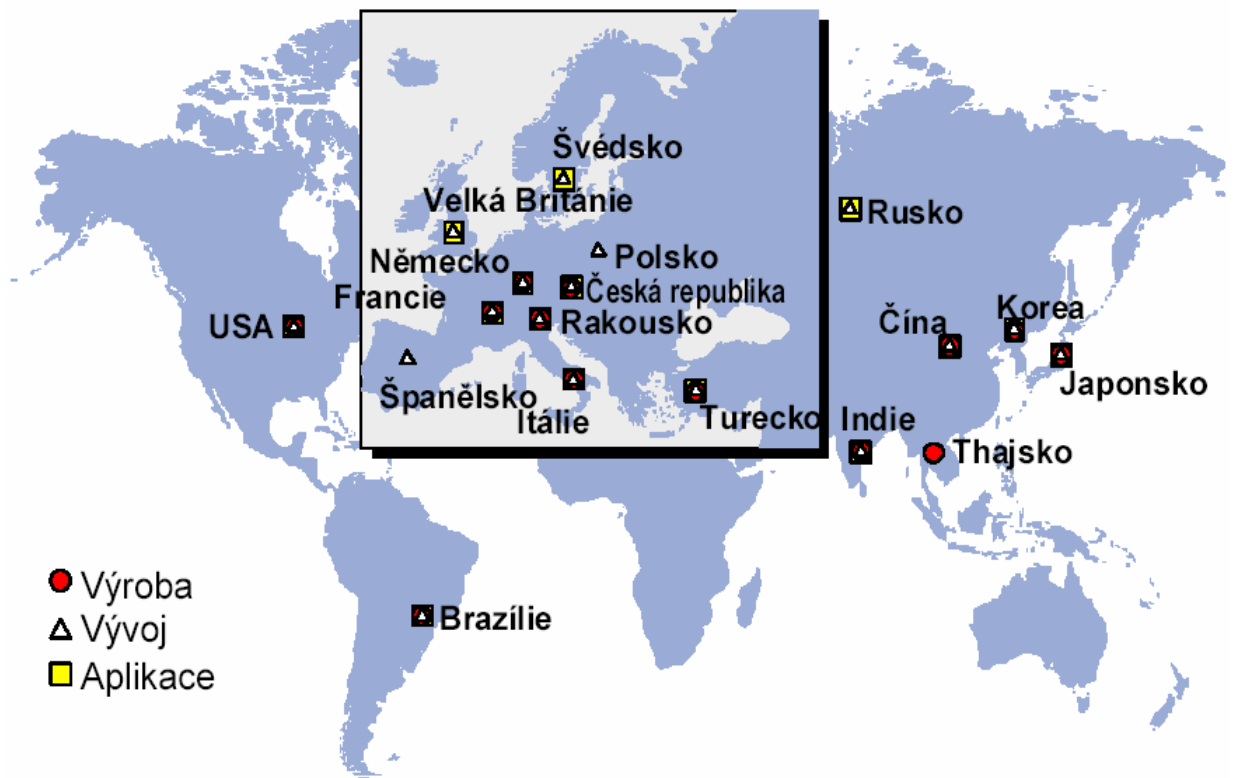 Švédsko
Velká Británie
Rusko
Německo
Polsko
Francie
Česká republika
USA
Rakousko
Čína
Korea
Japonsko
Španělsko
Itálie
Turecko
Indie
Thajsko
Výroba
Vývoj
Brazílie
Aplikace